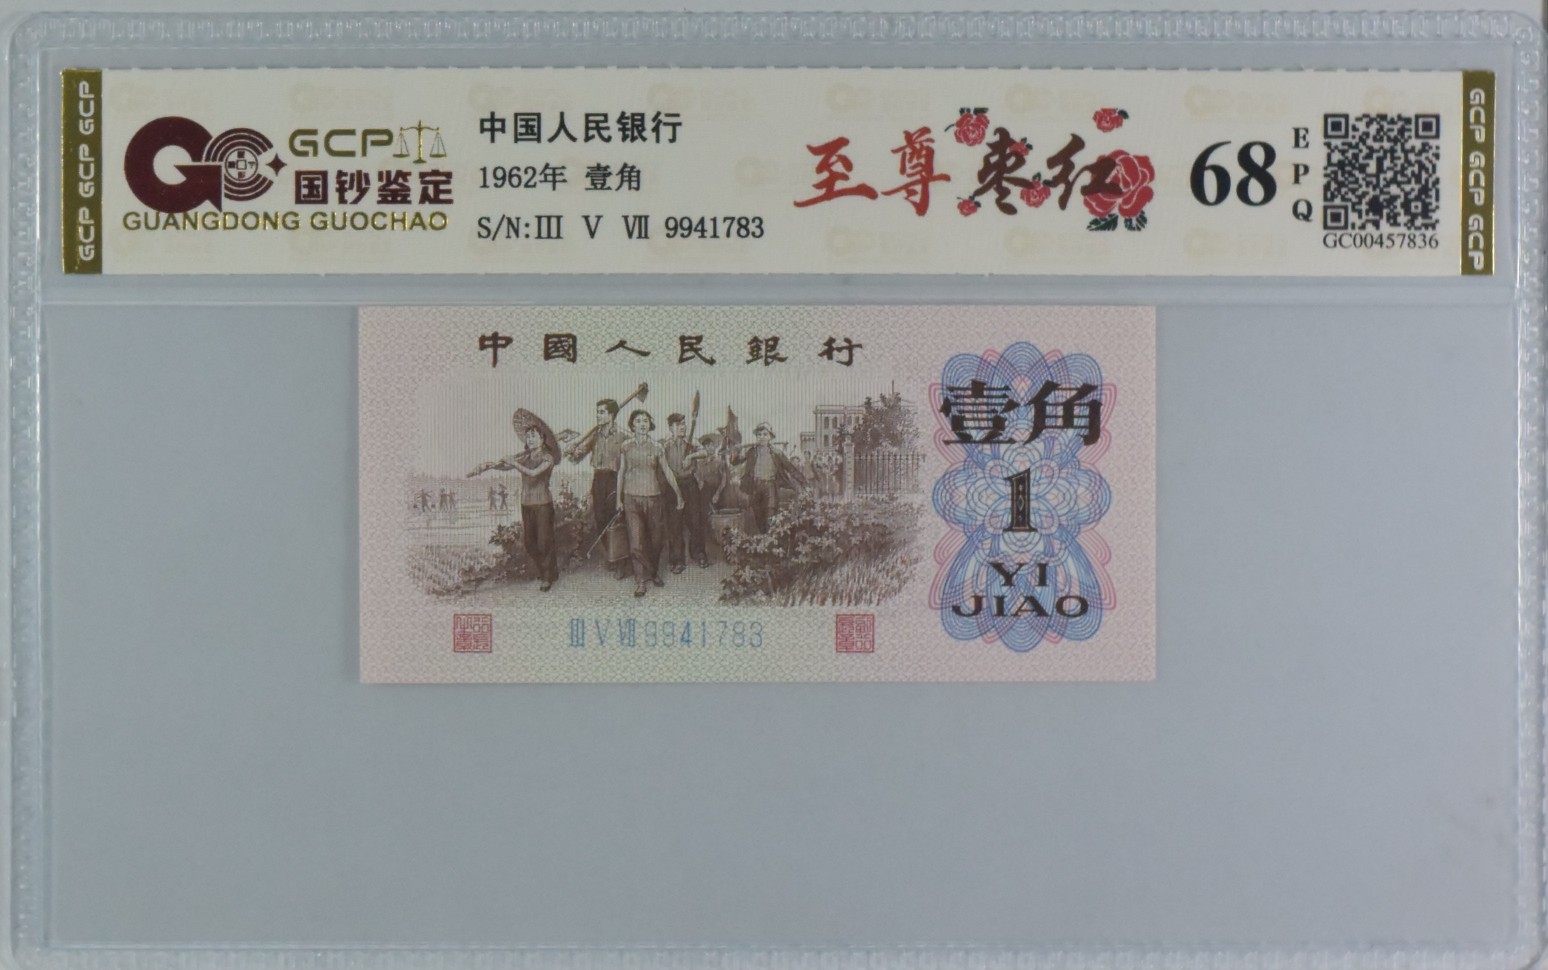 GCP GCP GCP
GCP
国钞鉴定
GUANGDONG GUOCHAO
中国人民银行
1962年 壹角
S/N:Ⅲ Ⅴ Ⅶ 9941783
至尊枣红
68
EPQ
GC00457836
GCP GCP GCP
中國人民銀行
壹角
1
YI
JIAO
ⅢⅤⅦ9941783